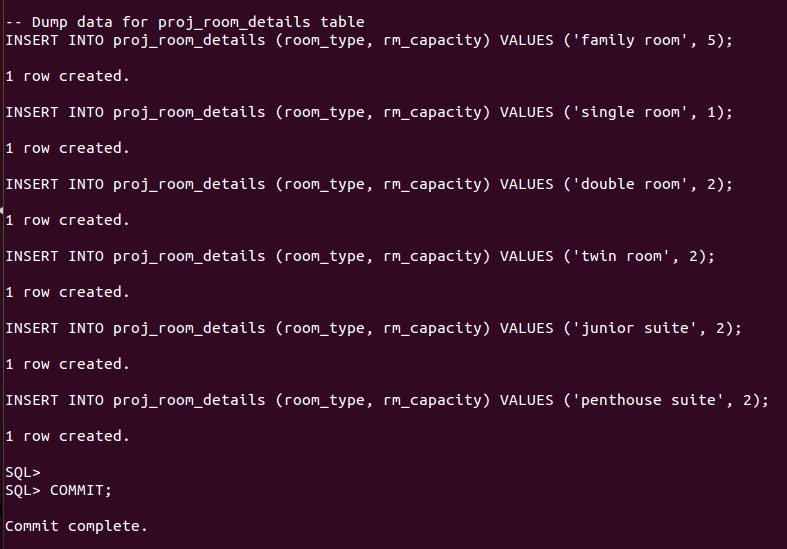 -- Dump data for proj_room_details table
INSERT INTO proj_room_details (room_type, rm_capacity) VALUES ('family room', 5);
1 row created.
INSERT INTO proj_room_details (room_type, rm_capacity) VALUES ('single room', 1);
1 row created.
INSERT INTO proj_room_details (room_type, rm_capacity) VALUES ('double room', 2);
1 row created.
INSERT INTO proj_room_details (room_type, rm_capacity) VALUES ('twin room', 2);
1 row created.
INSERT INTO proj_room_details (room_type, rm_capacity) VALUES ('junior suite', 2);
1 row created.
INSERT INTO proj_room_details (room_type, rm_capacity) VALUES ('penthouse suite', 2);
1 row created.
SQL>
SQL> COMMIT;
Commit complete.